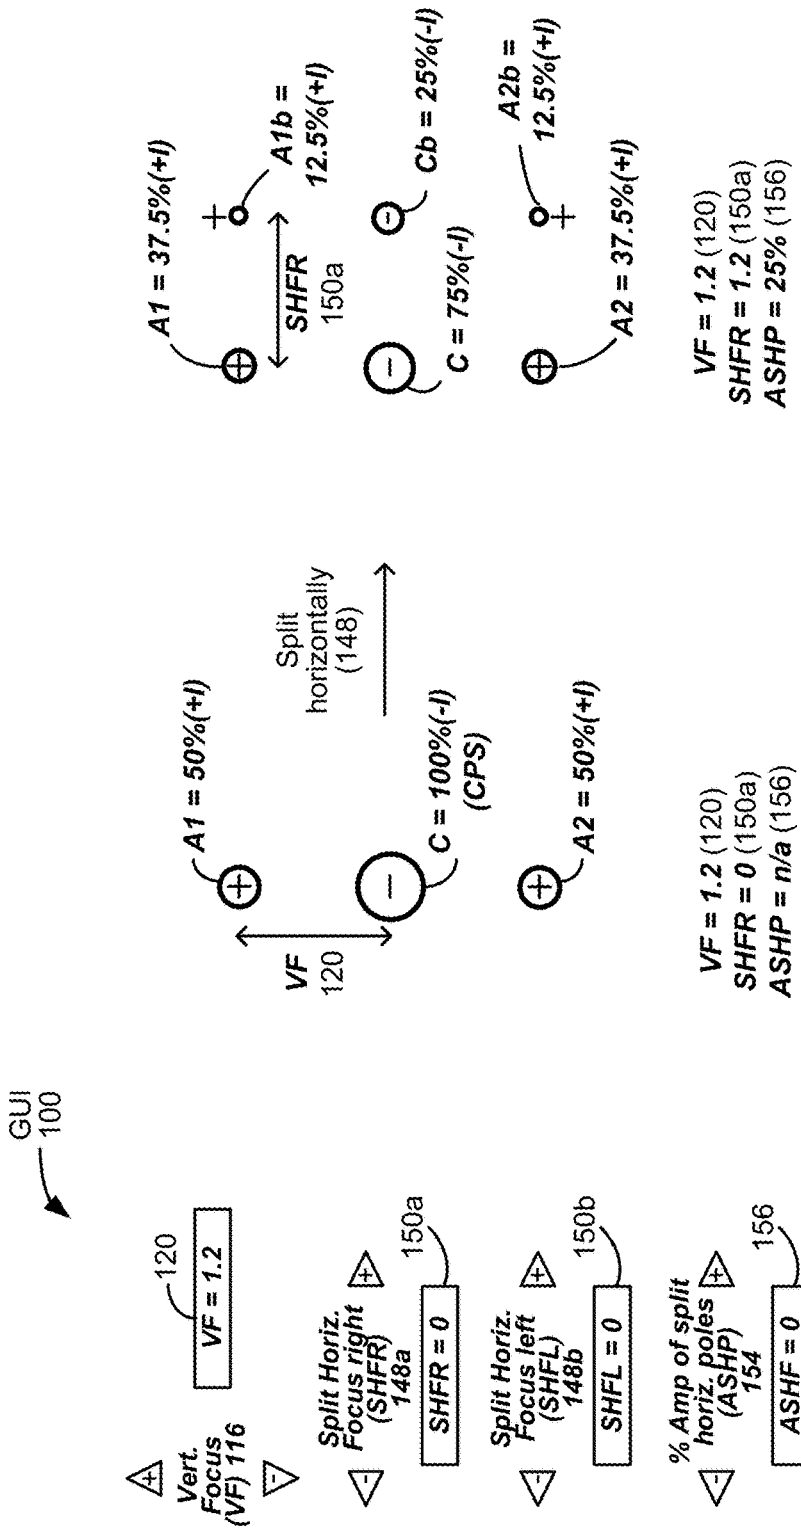 GUI
100
Vert.
Focus
(VF) 116
+
-
VF = 1.2
120
Split Horiz.
Focus right
(SHFR)
148a
-
+
SHFR = 0
150a
Split Horiz.
Focus left
(SHFL)
148b
-
+
SHFL = 0
150b
% Amp of split
horiz. poles
(ASHP)
154
-
+
ASHF = 0
156
VF
120
A1 = 50%(+I)
+
C = 100%(-I)
(CPS)
-
A2 = 50%(+I)
+
VF = 1.2 (120)
SHFR = 0 (150a)
ASHP = n/a (156)
Split
horizontally
(148)
A1 = 37.5%(+I)
+
+
A1b =
12.5%(+I)
SHFR
150a
C = 75%(-I)
-
-
Cb = 25%(-I)
A2b =
12.5%(+I)
+
+
A2 = 37.5%(+I)
VF = 1.2 (120)
SHFR = 1.2 (150a)
ASHP = 25% (156)